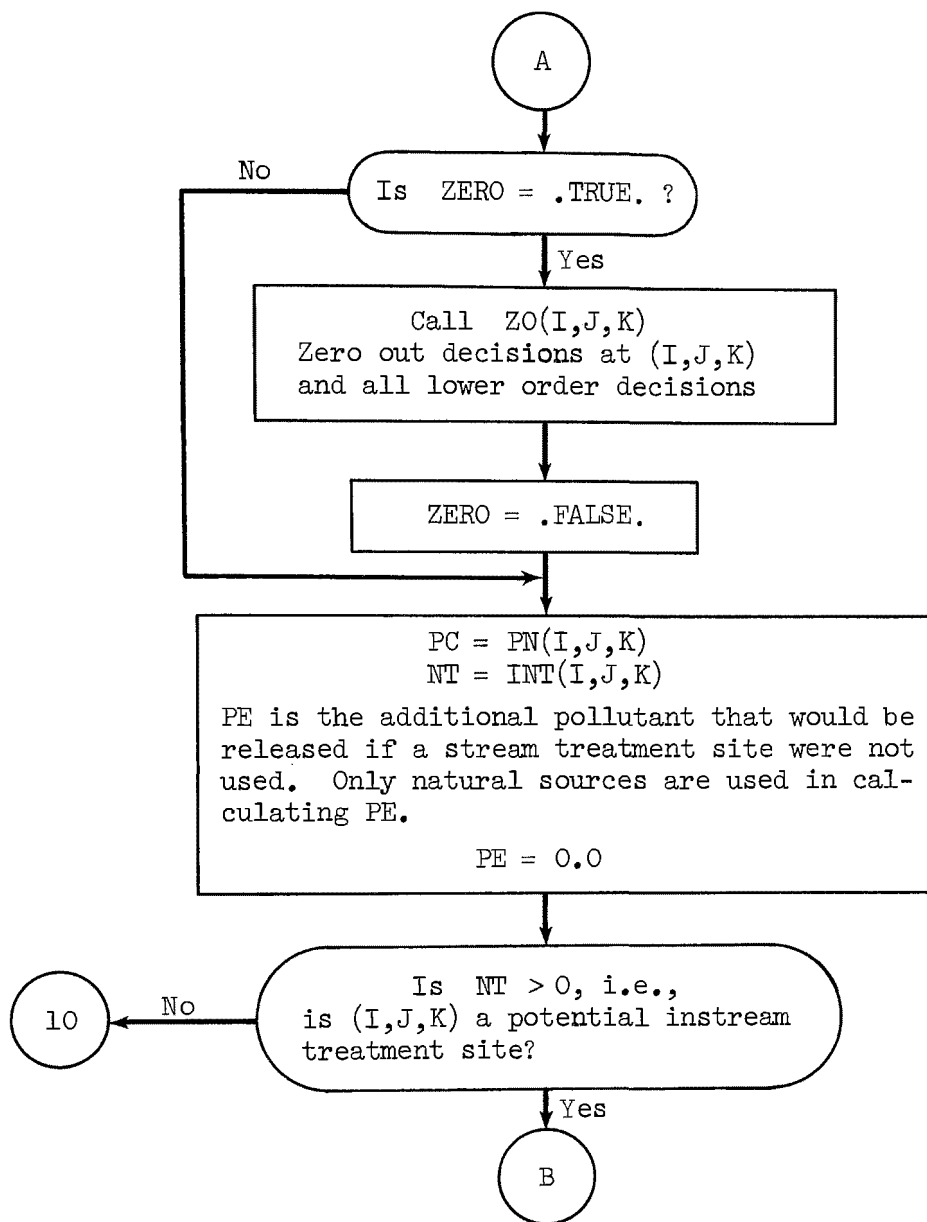 A
No
Is ZERO = .TRUE. ?
Yes
Call ZO(I,J,K)
Zero out decisions at (I,J,K)
and all lower order decisions
ZERO = .FALSE.
PC = PN(I,J,K)
NT = INT(I,J,K)
PE is the additional pollutant that would be
released if a stream treatment site were not
used. Only natural sources are used in cal-
culating PE.
PE = 0.0
Is NT > 0, i.e.,
is (I,J,K) a potential instream
treatment site?
No
10
Yes
B